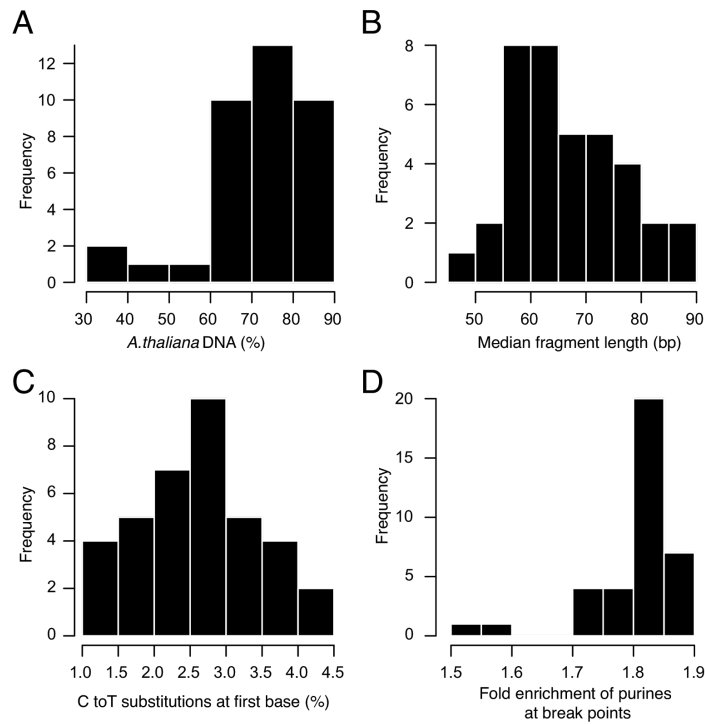 A
Frequency
12
10
8
6
4
2
0
30 40 50 60 70 80 90
A.thaliana DNA (%)
B
Frequency
8
6
4
2
0
50 60 70 80 90
Median fragment length (bp)
C
Frequency
10
8
6
4
2
0
1.0 1.5 2.0 2.5 3.0 3.5 4.0 4.5
C toT substitutions at first base (%)
D
Frequency
20
15
10
5
0
1.5 1.6 1.7 1.8 1.9
Fold enrichment of purines
at break points